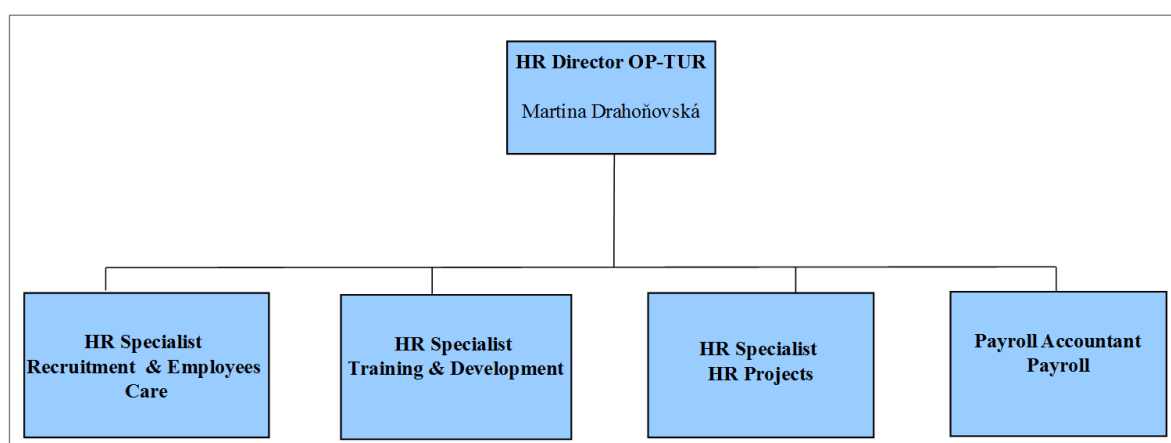 HR Director OP-TUR
Martina Drahoňovská
HR Specialist
Recruitment & Employees
Care
HR Specialist
Training & Development
HR Specialist
HR Projects
Payroll Accountant
Payroll